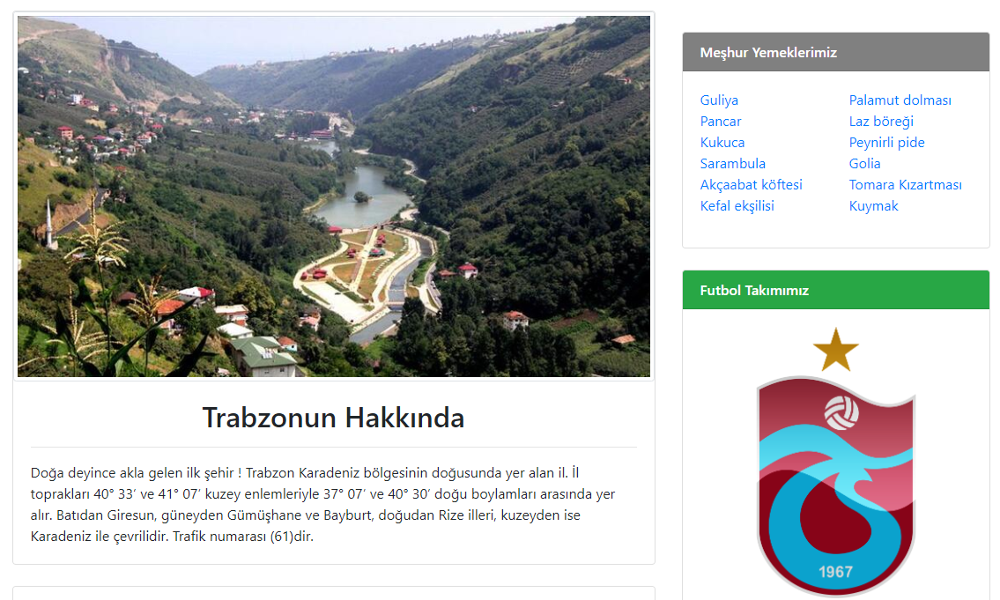 Trabzonun Hakkında
Doğa deyince akla gelen ilk şehir ! Trabzon Karadeniz bölgesinin doğusunda yer alan il. İl
toprakları 40° 33’ ve 41° 07’ kuzey enlemleriyle 37° 07’ ve 40° 30’ doğu boylamları arasında yer
alır. Batıdan Giresun, güneyden Gümüşhane ve Bayburt, doğudan Rize illeri, kuzeyden ise
Karadeniz ile çevrilidir. Trafik numarası (61)dir.
Meşhur Yemeklerimiz
Guliya
Pancar
Kukuca
Sarambula
Akçaabat köftesi
Kefal ekşilisi
Palamut dolması
Laz böreği
Peynirli pide
Golia
Tomara Kızartması
Kuymak
Futbol Takımımız
1967